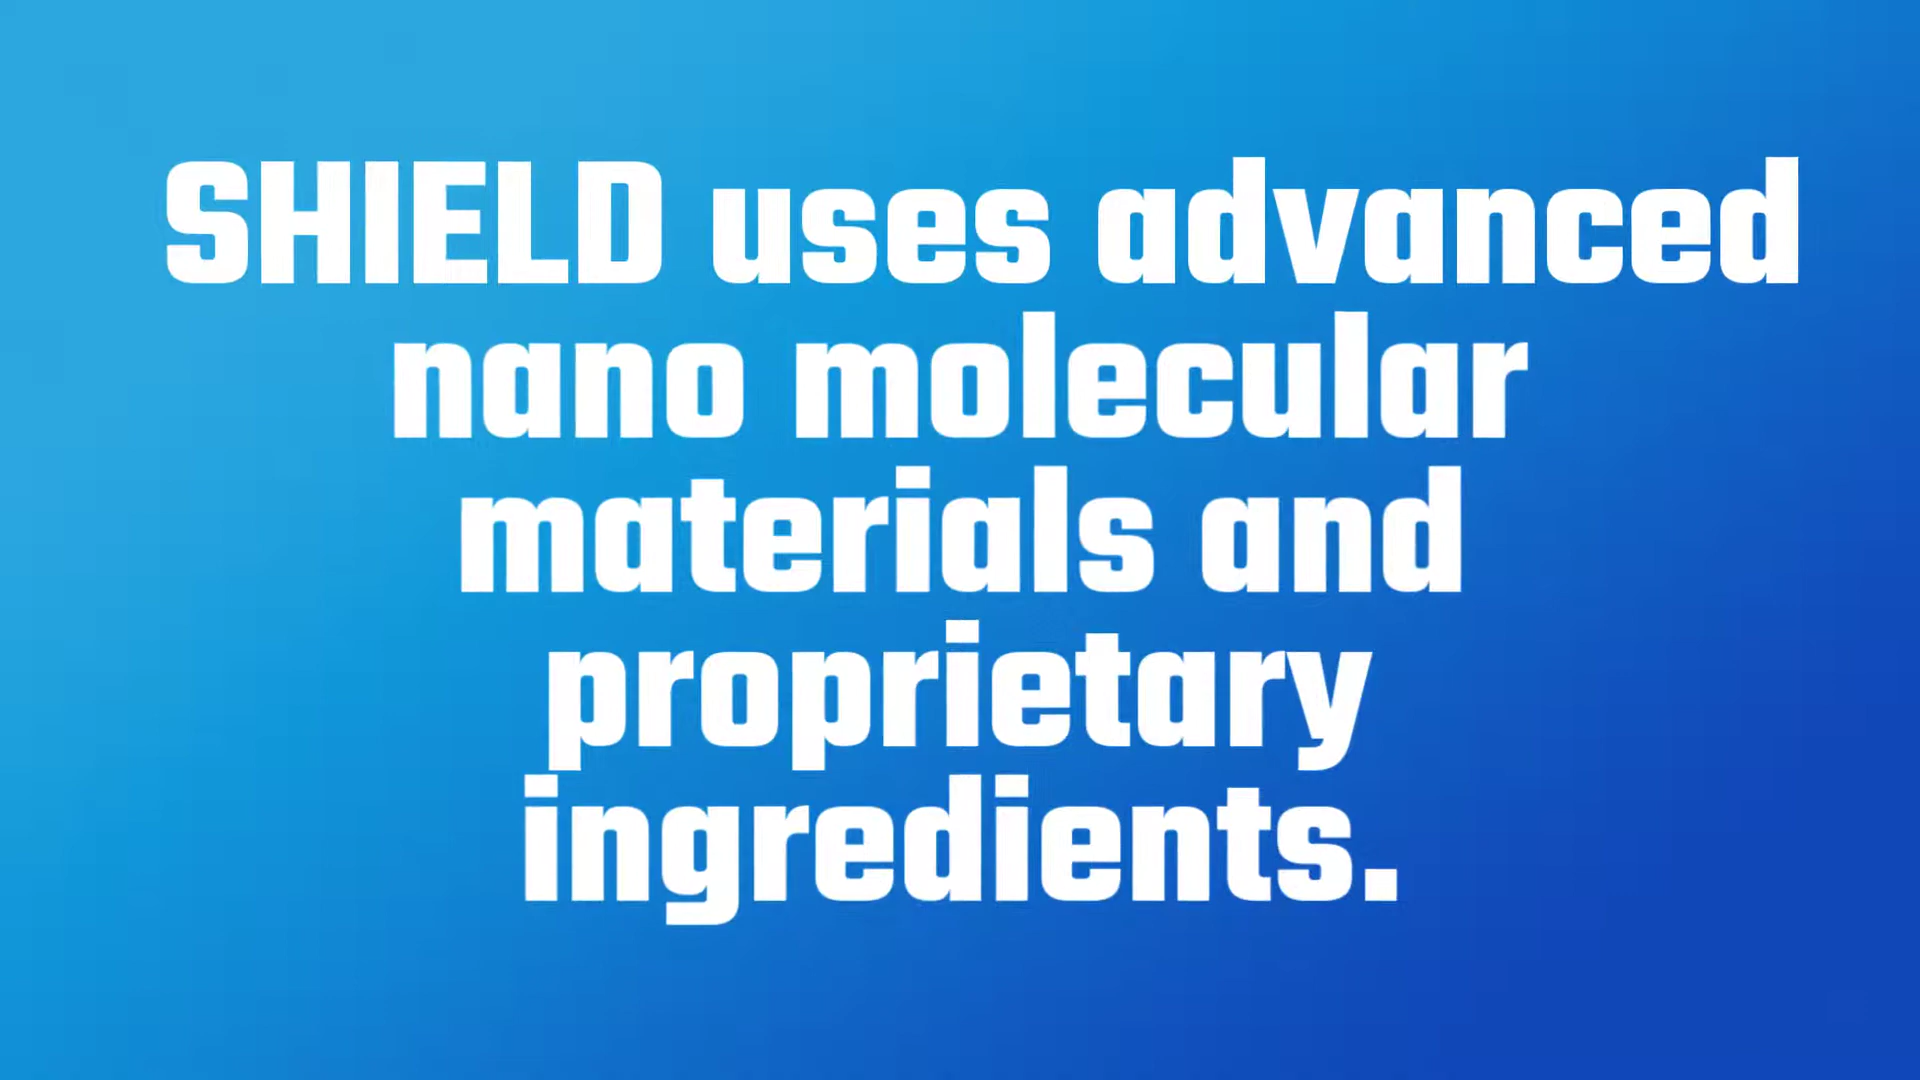 SHIELD uses advanced
nano molecular
materials and
proprietary
ingredients.